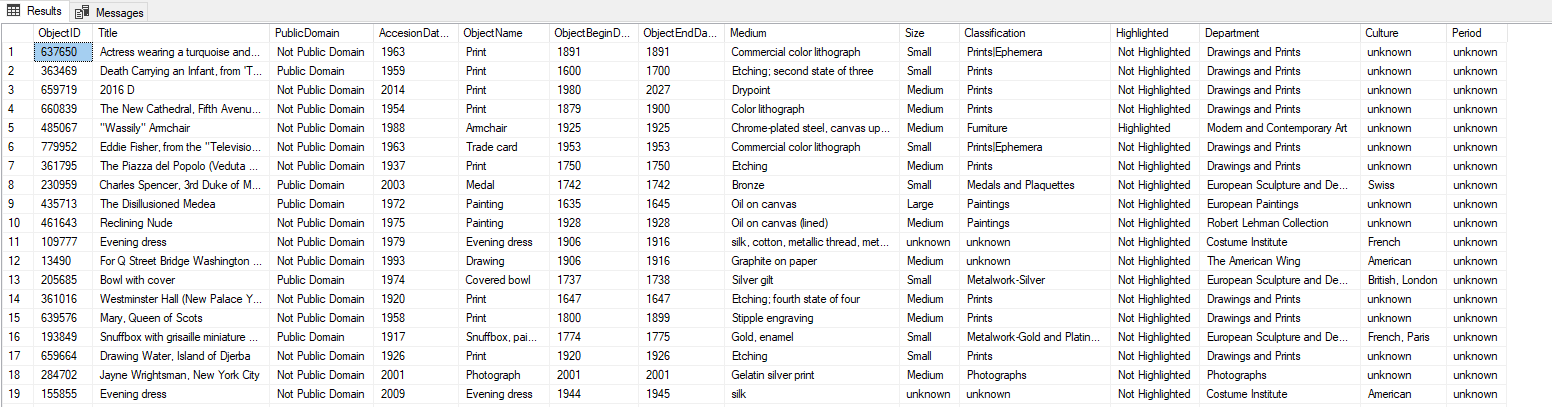 Results Messages
ObjectID Title PublicDomain AccesionDat... ObjectName ObjectBeginD... ObjectEndDa... Medium Size Classification Highlighted Department Culture Period
1 637650 Actress wearing a turquoise and... Not Public Domain 1963 Print 1891 1891 Commercial color lithograph Small Prints|Ephemera Not Highlighted Drawings and Prints unknown unknown
2 363469 Death Carrying an Infant, from 'T... Public Domain 1959 Print 1600 1700 Etching; second state of three Small Prints Not Highlighted Drawings and Prints unknown unknown
3 659719 2016 D Not Public Domain 2014 Print 1980 2027 Drypoint Medium Prints Not Highlighted Drawings and Prints unknown unknown
4 660839 The New Cathedral, Fifth Avenu... Not Public Domain 1954 Print 1879 1900 Color lithograph Medium Prints Not Highlighted Drawings and Prints unknown unknown
5 485067 "Wassily" Armchair Not Public Domain 1988 Armchair 1925 1925 Chrome-plated steel, canvas up... Medium Furniture Highlighted Modern and Contemporary Art unknown unknown
6 779952 Eddie Fisher, from the "Televisio... Not Public Domain 1963 Trade card 1953 1953 Commercial color lithograph Small Prints|Ephemera Not Highlighted Drawings and Prints unknown unknown
7 361795 The Piazza del Popolo (Veduta ... Not Public Domain 1937 Print 1750 1750 Etching Medium Prints Not Highlighted Drawings and Prints unknown unknown
8 230959 Charles Spencer, 3rd Duke of M... Public Domain 2003 Medal 1742 1742 Bronze Small Medals and Plaquettes Not Highlighted European Sculpture and De... Swiss unknown
9 435713 The Disillusioned Medea Public Domain 1972 Painting 1635 1645 Oil on canvas Large Paintings Not Highlighted European Paintings unknown unknown
10 461643 Reclining Nude Not Public Domain 1975 Painting 1928 1928 Oil on canvas (lined) Medium Paintings Not Highlighted Robert Lehman Collection unknown unknown
11 109777 Evening dress Not Public Domain 1979 Evening dress 1906 1916 silk, cotton, metallic thread, met... unknown unknown Not Highlighted Costume Institute French unknown
12 13490 For Q Street Bridge Washington ... Not Public Domain 1993 Drawing 1906 1916 Graphite on paper Medium unknown Not Highlighted The American Wing American unknown
13 205685 Bowl with cover Public Domain 1974 Covered bowl 1737 1738 Silver gilt Small Metalwork-Silver Not Highlighted European Sculpture and De... British, London unknown
14 361016 Westminster Hall (New Palace Y... Not Public Domain 1920 Print 1647 1647 Etching; fourth state of four Medium Prints Not Highlighted Drawings and Prints unknown unknown
15 639576 Mary, Queen of Scots Not Public Domain 1958 Print 1800 1899 Stipple engraving Medium Prints Not Highlighted Drawings and Prints unknown unknown
16 193849 Snuffbox with grisaille miniature ... Public Domain 1917 Snuffbox, pai... 1774 1775 Gold, enamel Small Metalwork-Gold and Platin... Not Highlighted European Sculpture and De... French, Paris unknown
17 659664 Drawing Water, Island of Djerba Not Public Domain 1926 Print 1920 1926 Etching Small Prints Not Highlighted Drawings and Prints unknown unknown
18 284702 Jayne Wrightsman, New York City Not Public Domain 2001 Photograph 2001 2001 Gelatin silver print Medium Photographs Not Highlighted Photographs unknown unknown
19 155855 Evening dress Not Public Domain 2009 Evening dress 1944 1945 silk unknown unknown Not Highlighted Costume Institute American unknown